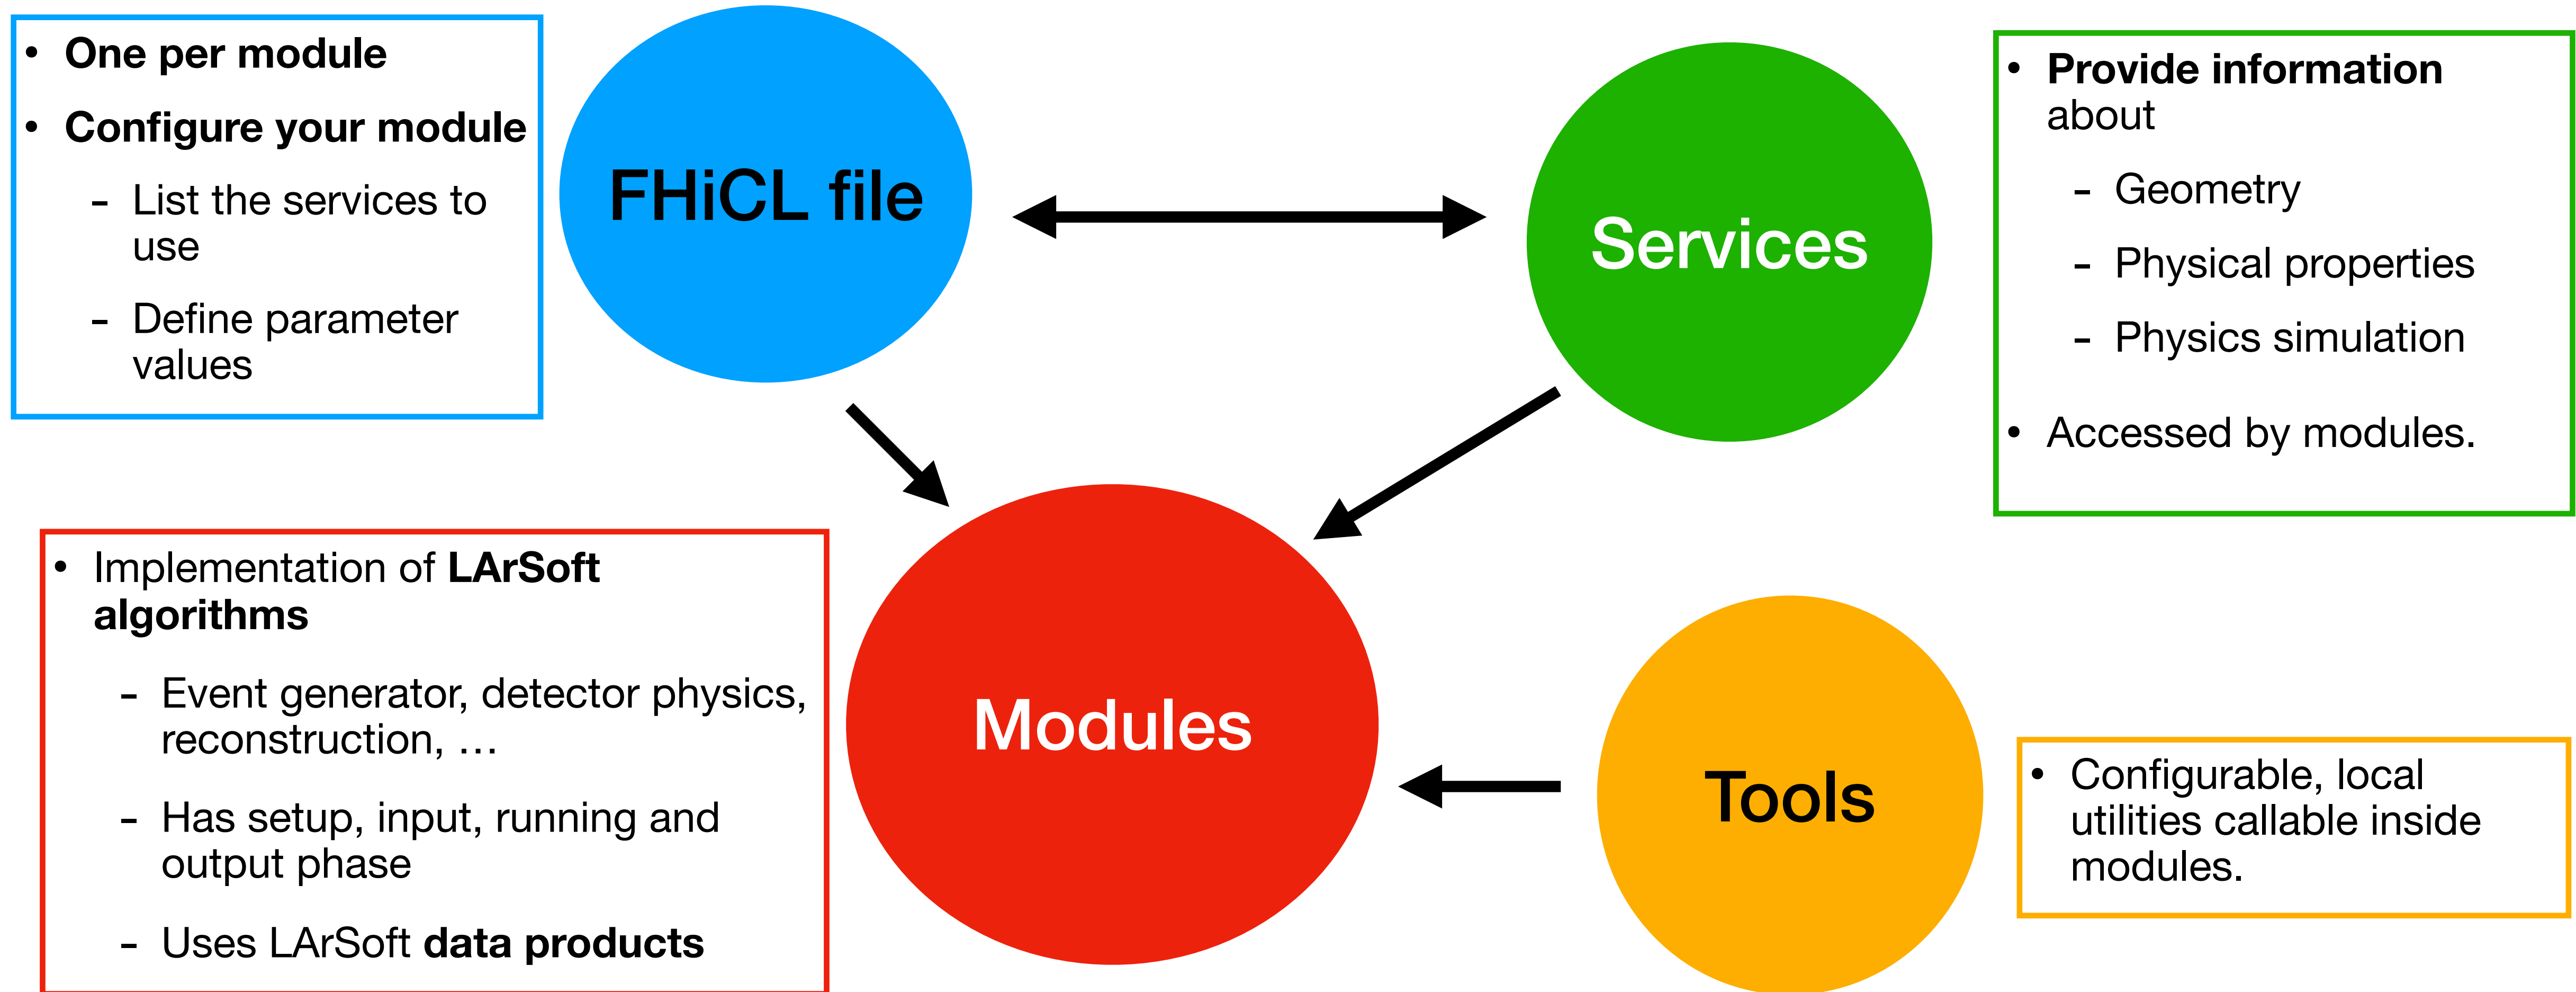 • One per module
• Configure your module
- List the services to
use
- Define parameter
values
FHiCL file
Services
• Provide information
about
- Geometry
- Physical properties
- Physics simulation
• Accessed by modules.
• Implementation of LArSoft
algorithms
- Event generator, detector physics,
reconstruction, …
- Has setup, input, running and
output phase
- Uses LArSoft data products
Modules
Tools
• Configurable, local
utilities callable inside
modules.